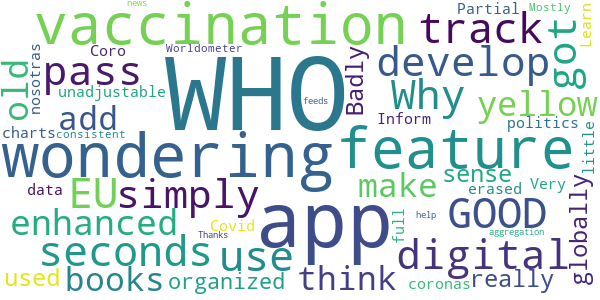 news
Mostly
Learn
vaccination
Partial
track
got
old
nosotras
Coro
Worldometer
pass
WHO
Badly
develop
unadjustable
feeds
Why
yellow
add
Inform
politics
little
charts
consistent
wondering
feature
sense
data
EU
simply
app
make
erased
Very
globally
GOOD
enhanced
Covid
full
help
Thanks
aggregation
seconds
use
digital
used
books
organized
think
coronas
really